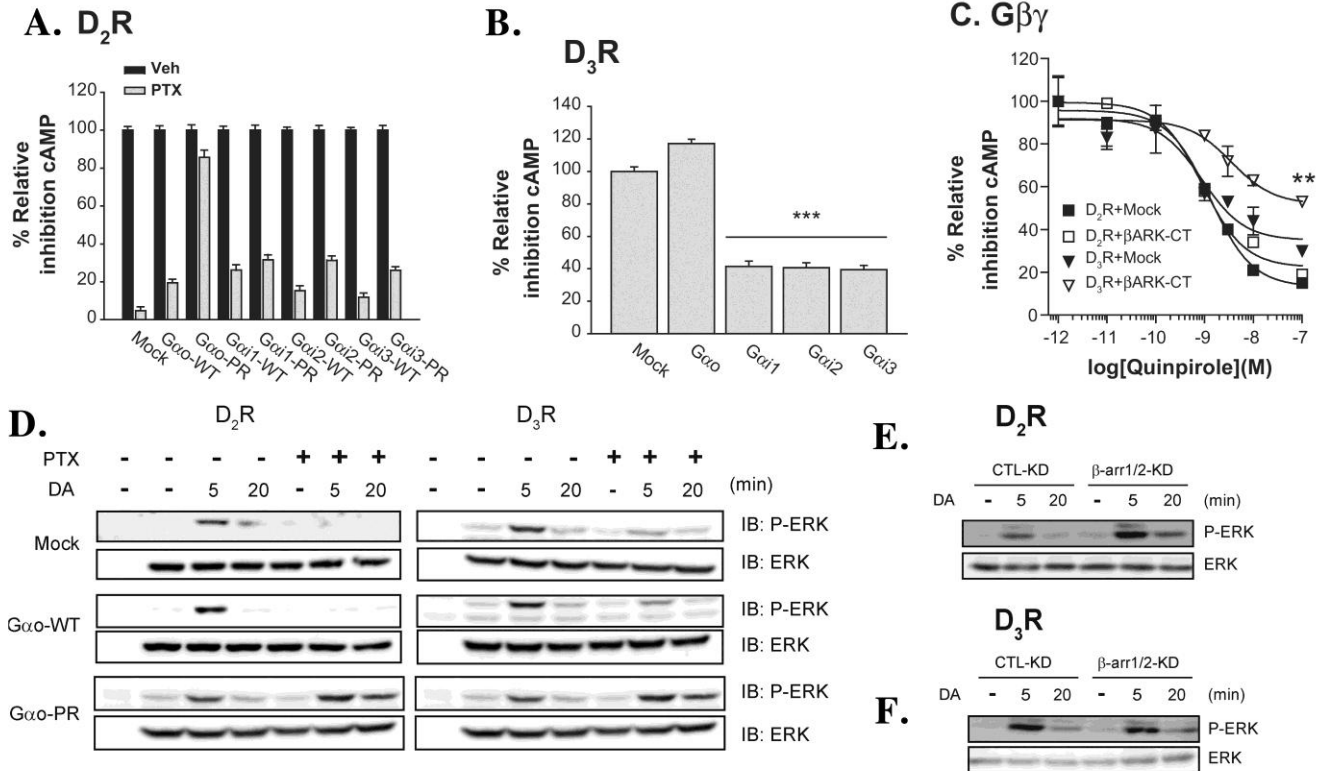 A. D2R
Veh
PTX
% Relative
inhibition cAMP
120
100
80
60
40
20
0
Mock
Gαo-WT
Gαo-PR
Gαi1-WT
Gαi1-PR
Gαi2-WT
Gαi2-PR
Gαi3-WT
Gαi3-PR
B.
D3R
% Relative
inhibtion cAMP
140
120
100
80
60
40
20
0
***
Mock
Gαo
Gαi1
Gαi2
Gαi3
C. Gβγ
% Relative
inhibition cAMP
120
100
80
60
40
20
0
**
D2R+Mock
D2R+βARK-CT
D3R+Mock
D3R+βARK-CT
-12 -11 -10 -9 -8 -7
log[Quinpirole](M)
D.
D2R D3R
PTX - - - - + + + - - - - + + +
DA - - 5 20 - 5 20 - - 5 20 - 5 20 (min)
Mock
IB: P-ERK
IB: ERK
Gαo-WT
IB: P-ERK
IB: ERK
Gαo-PR
IB: P-ERK
IB: ERK
E.
D2R
CTL-KD β-arr1/2-KD
DA - 5 20 - 5 20 (min)
P-ERK
ERK
F.
D3R
CTL-KD β-arr1/2-KD
DA - 5 20 - 5 20 (min)
P-ERK
ERK